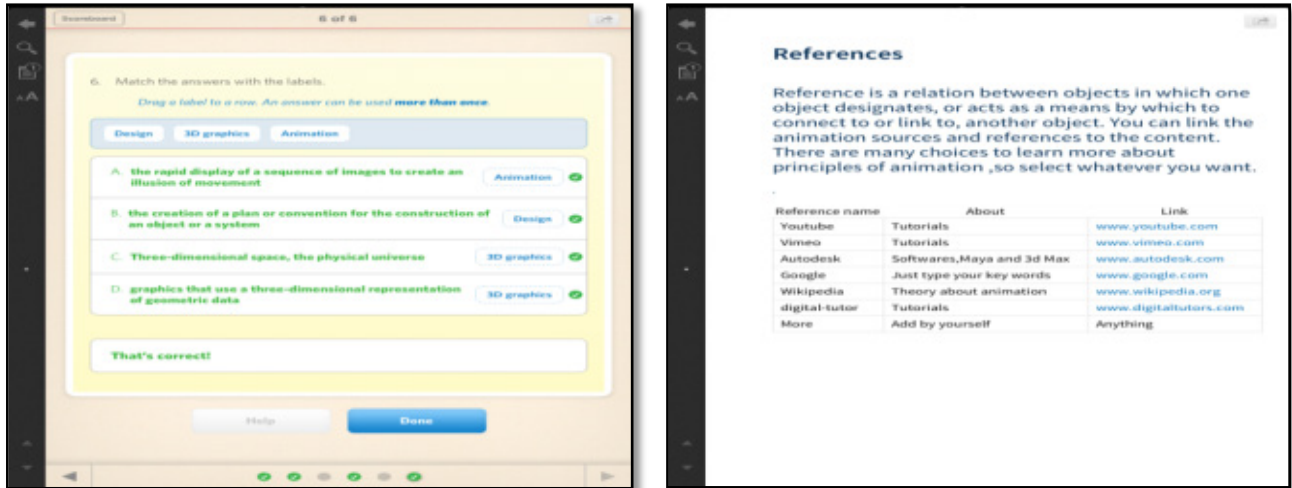 Scoreboard
6 of 6
6. Match the answers with the labels.
Drag a label to a row. An answer can be used more than once.
Design 3D graphics Animation
A. the rapid display of a sequence of images to create an
illusion of movement
Animation
B. the creation of a plan or convention for the construction of
an object or a system
Design
C. Three-dimensional space, the physical universe
3D graphics
D. graphics that use a three-dimensional representation
of geometric data
3D graphics
That's correct!
Help Done
AA
References
Reference is a relation between objects in which one
object designates, or acts as a means by which to
connect to or link to, another object. You can link the
animation sources and references to the content.
There are many choices to learn more about
principles of animation ,so select whatever you want.
.
Reference name About Link
Youtube Tutorials www.youtube.com
Vimeo Tutorials www.vimeo.com
Autodesk Softwares,Maya and 3d Max www.autodesk.com
Google Just type your key words www.google.com
Wikipedia Theory about animation www.wikipedia.org
digital-tutor Tutorials www.digitaltutors.com
More Add by yourself Anything
AA